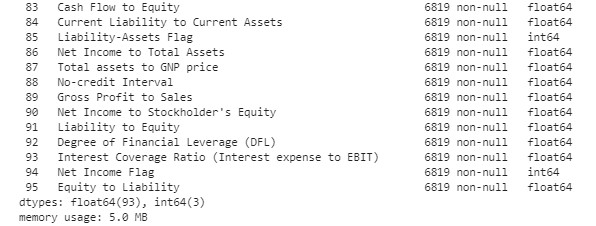 83 Cash Flow to Equity 6819 non-null float64
84 Current Liability to Current Assets 6819 non-null float64
85 Liability-Assets Flag 6819 non-null int64
86 Net Income to Total Assets 6819 non-null float64
87 Total assets to GNP price 6819 non-null float64
88 No-credit Interval 6819 non-null float64
89 Gross Profit to Sales 6819 non-null float64
90 Net Income to Stockholder's Equity 6819 non-null float64
91 Liability to Equity 6819 non-null float64
92 Degree of Financial Leverage (DFL) 6819 non-null float64
93 Interest Coverage Ratio (Interest expense to EBIT) 6819 non-null float64
94 Net Income Flag 6819 non-null int64
95 Equity to Liability 6819 non-null float64
dtypes: float64(93), int64(3)
memory usage: 5.0 MB